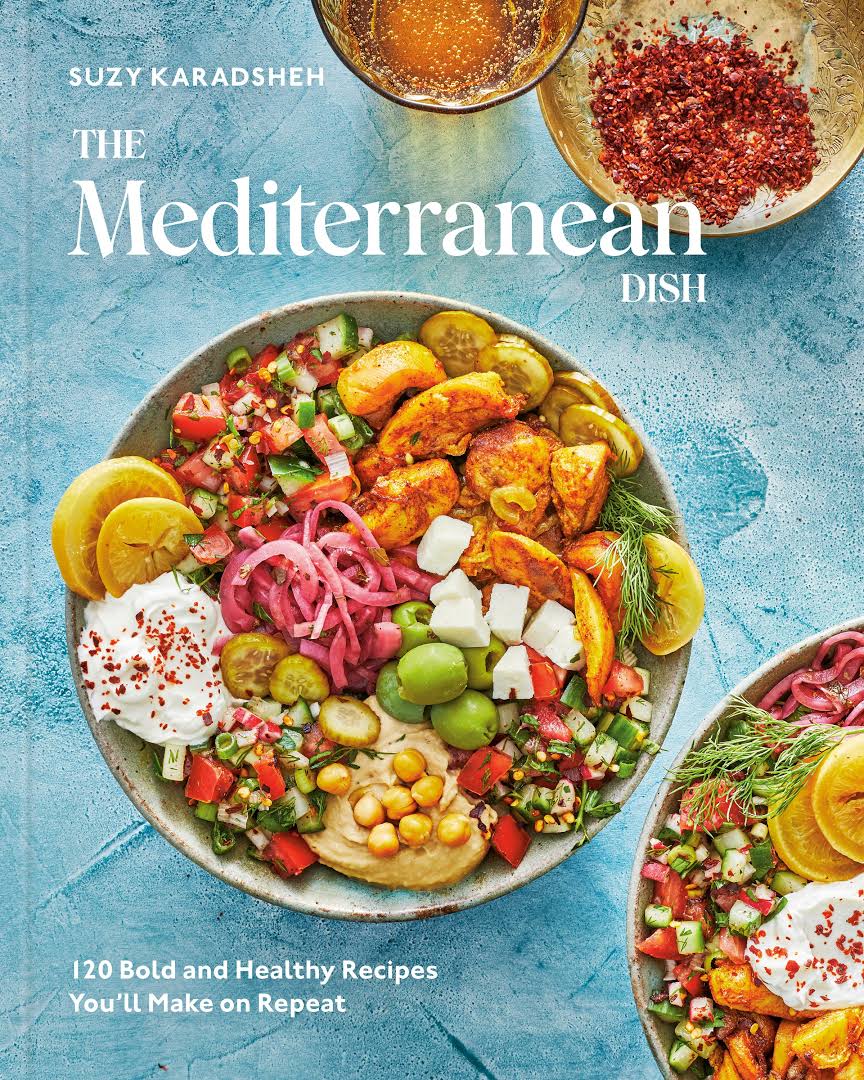 SUZY KARADSHEH
THE
Mediterranean
DISH
120 Bold and Healthy Recipes
You'll Make on Repeat